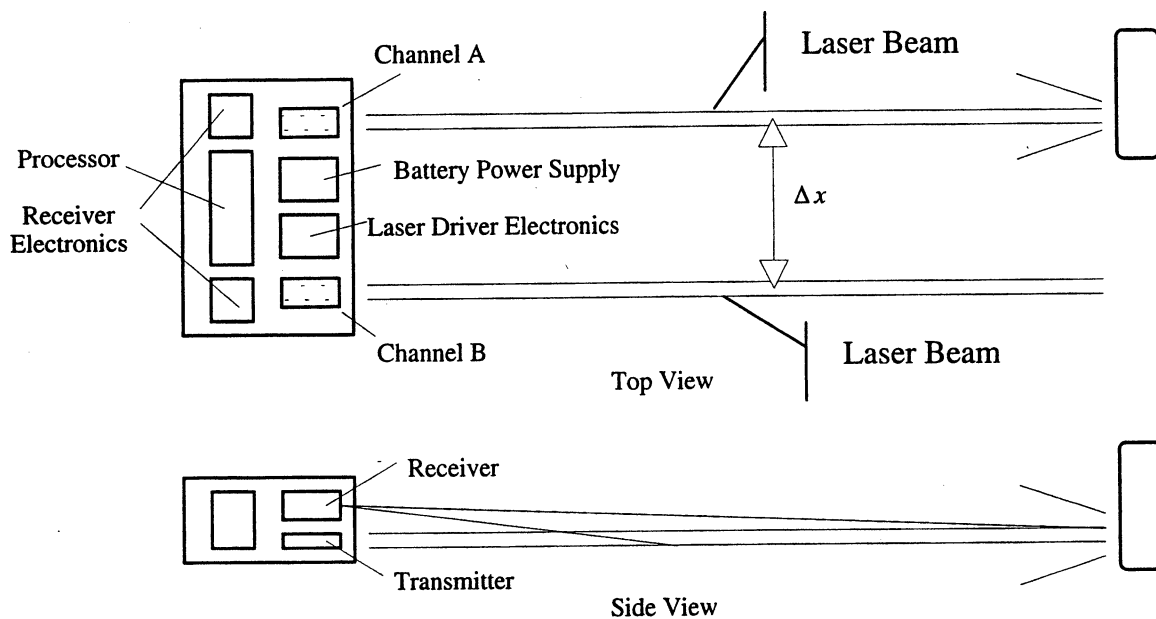 Channel A
Laser Beam
Processor
Battery Power Supply
Δx
Receiver
Electronics
Laser Driver Electronics
Channel B
Laser Beam
Top View
Receiver
Transmitter
Side View